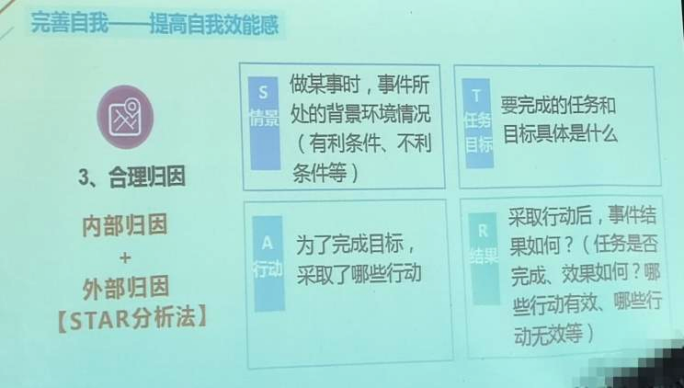 完善自我——提高自我效能感
3、合理归因
内部归因
+
外部归因
【STAR分析法】
S
情景
做某事时，事件所
处的背景环境情况
（有利条件、不利
条件等）
T
任务
目标
要完成的任务和
目标具体是什么
A
行动
为了完成目标，
采取了哪些行动
R
结果
采取行动后，事件结
果如何？（任务是否
完成、效果如何？哪
些行动有效、哪些行
动无效等）